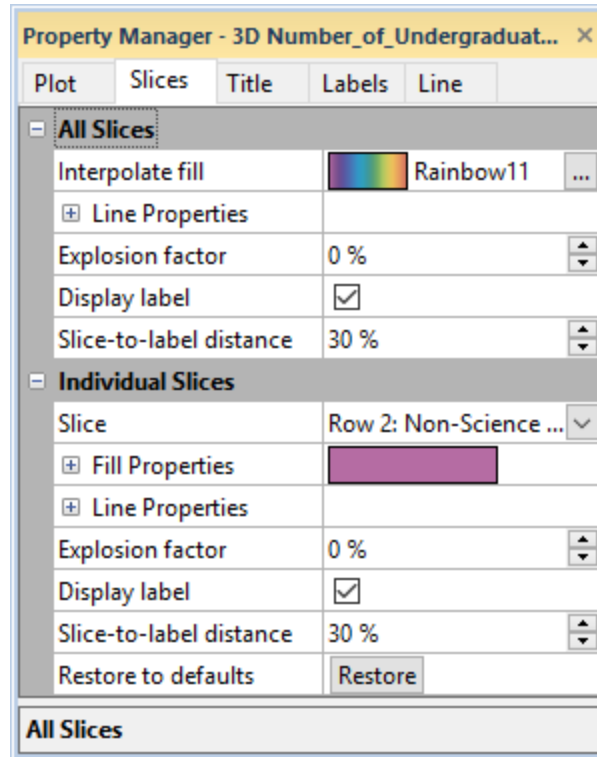 Property Manager - 3D Number_of_Undergraduat...
Plot Slices Title Labels Line
All Slices
Interpolate fill Rainbow11 ...
Line Properties
Explosion factor 0 %
Display label
Slice-to-label distance 30 %
Individual Slices
Slice Row 2: Non-Science ...
Fill Properties
Line Properties
Explosion factor 0 %
Display label
Slice-to-label distance 30 %
Restore to defaults Restore
All Slices